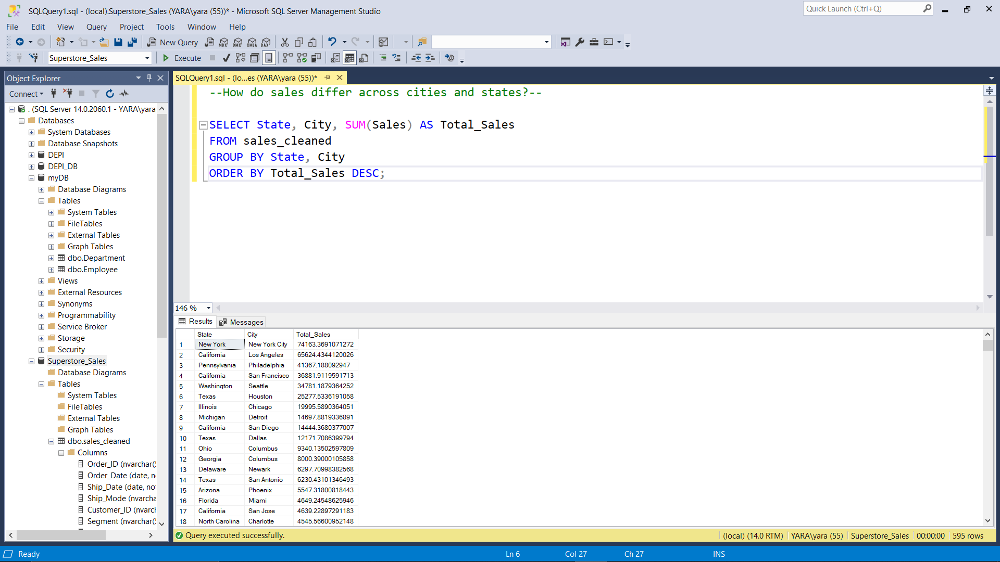 SQLQuery1.sql - (local).Superstore_Sales (YARA\yara (55))* - Microsoft SQL Server Management Studio
Quick Launch (Ctrl+Q)
File Edit View Query Project Tools Window Help
New Query MDX DMX XMLA DAX
Superstore_Sales Execute
Object Explorer
Connect
. (SQL Server 14.0.2060.1 - YARA\yara
Databases
System Databases
Database Snapshots
DEPI
DEPI_DB
myDB
Database Diagrams
Tables
System Tables
FileTables
External Tables
Graph Tables
dbo.Department
dbo.Employee
Views
External Resources
Synonyms
Programmability
Service Broker
Storage
Security
Superstore_Sales
Database Diagrams
Tables
System Tables
FileTables
External Tables
Graph Tables
dbo.sales_cleaned
Columns
Order_ID (nvarchar(5
Order_Date (date, n
Ship_Date (date, not
Ship_Mode (nvarcha
Customer_ID (nvarch
Segment (nvarchar(5
SQLQuery1.sql - (lo...es (YARA\yara (55))*
--How do sales differ across cities and states?--
SELECT State, City, SUM(Sales) AS Total_Sales
FROM sales_cleaned
GROUP BY State, City
ORDER BY Total_Sales DESC;
146 %
Results Messages
State City Total_Sales
1 New York New York City 74163.3691071272
2 California Los Angeles 65624.4344120026
3 Pennsylvania Philadelphia 41367.188092947
4 California San Francisco 36881.9119591713
5 Washington Seattle 34781.1879364252
6 Texas Houston 25277.5336191058
7 Illinois Chicago 19995.5890364051
8 Michigan Detroit 14697.8819336891
9 California San Diego 14444.3680377007
10 Texas Dallas 12171.7086399794
11 Ohio Columbus 9340.13502597809
12 Georgia Columbus 8000.39000105858
13 Delaware Newark 6297.70998382568
14 Texas San Antonio 6230.43101346493
15 Arizona Phoenix 5547.31800818443
16 Florida Miami 4649.24548625946
17 California San Jose 4639.22897291183
18 North Carolina Charlotte 4545.56600952148
Query executed successfully. (local) (14.0 RTM) YARA\yara (55) Superstore_Sales 00:00:00 595 rows
Ready Ln 6 Col 27 Ch 27 INS